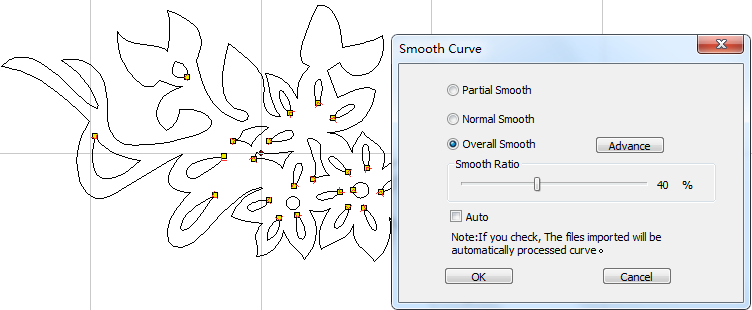 Smooth Curve
Partial Smooth
Normal Smooth
Overall Smooth
Advance
Smooth Ratio
40 %
Auto
Note:If you check, The files imported will be
automatically processed curve。
OK
Cancel